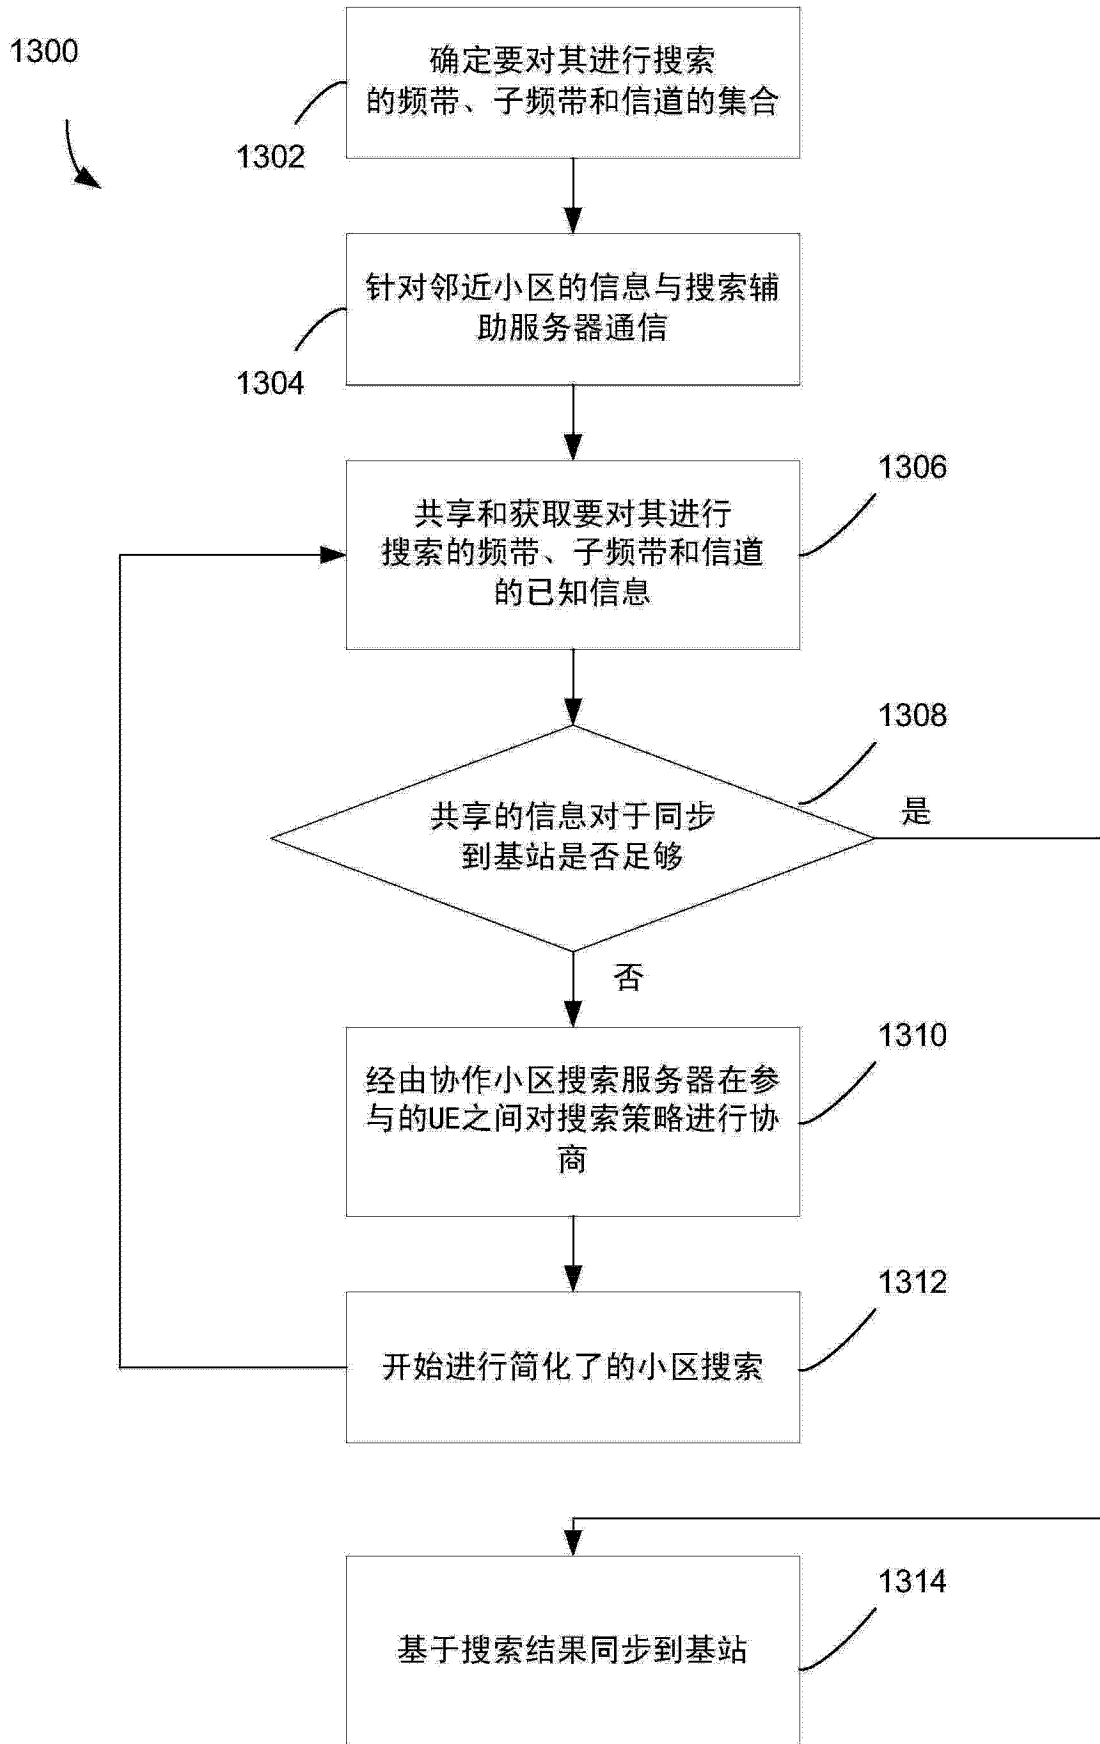 1300
确定要对其进行搜索
的频带、子频带和信道的集合
1302
针对邻近小区的信息与搜索辅
助服务器通信
1304
1306
共享和获取要对其进行
搜索的频带、子频带和信道
的已知信息
1308
是
共享的信息对于同步
到基站是否足够
否
1310
经由协作小区搜索服务器在参
与的UE之间对搜索策略进行协
商
1312
开始进行简化了的小区搜索
1314
基于搜索结果同步到基站